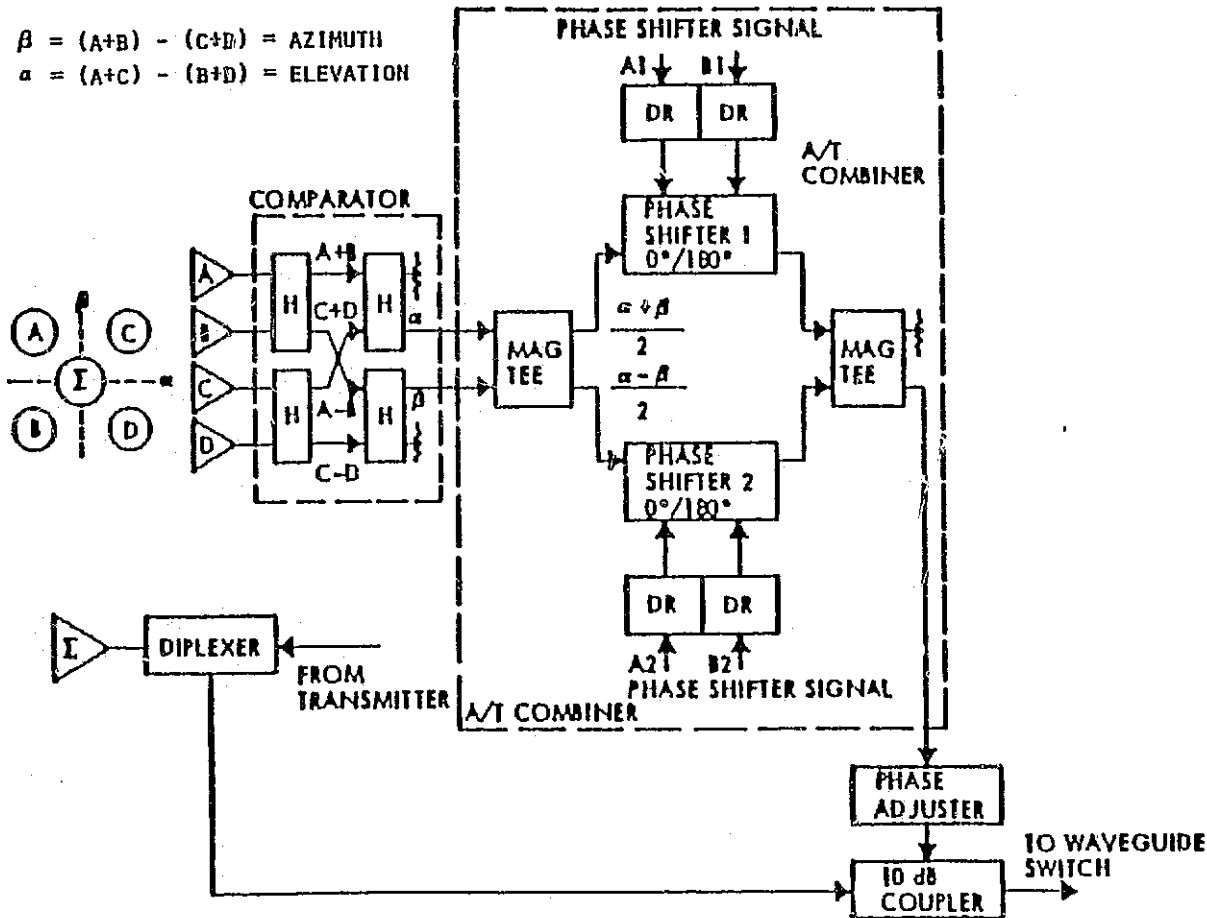 β = (A+B) - (C+D) = AZIMUTH
α = (A+C) - (B+D) = ELEVATION
PHASE SHIFTER SIGNAL
A1 B1
DR DR
A/T
COMBINER
COMPARATOR
PHASE
SHIFTER 1
0°/180°
A
B
C
D
H
H
H
H
A+B
C+D
A-B
C-D
α
β
β
A C
Σ α
B D
MAG
TEE
α + β
2
α - β
2
MAG
TEE
PHASE
SHIFTER 2
0°/180°
DR DR
A2 B2
PHASE SHIFTER SIGNAL
A/T COMBINER
Σ
DIPLEXER
FROM
TRANSMITTER
PHASE
ADJUSTER
10 dB
COUPLER
TO WAVEGUIDE
SWITCH